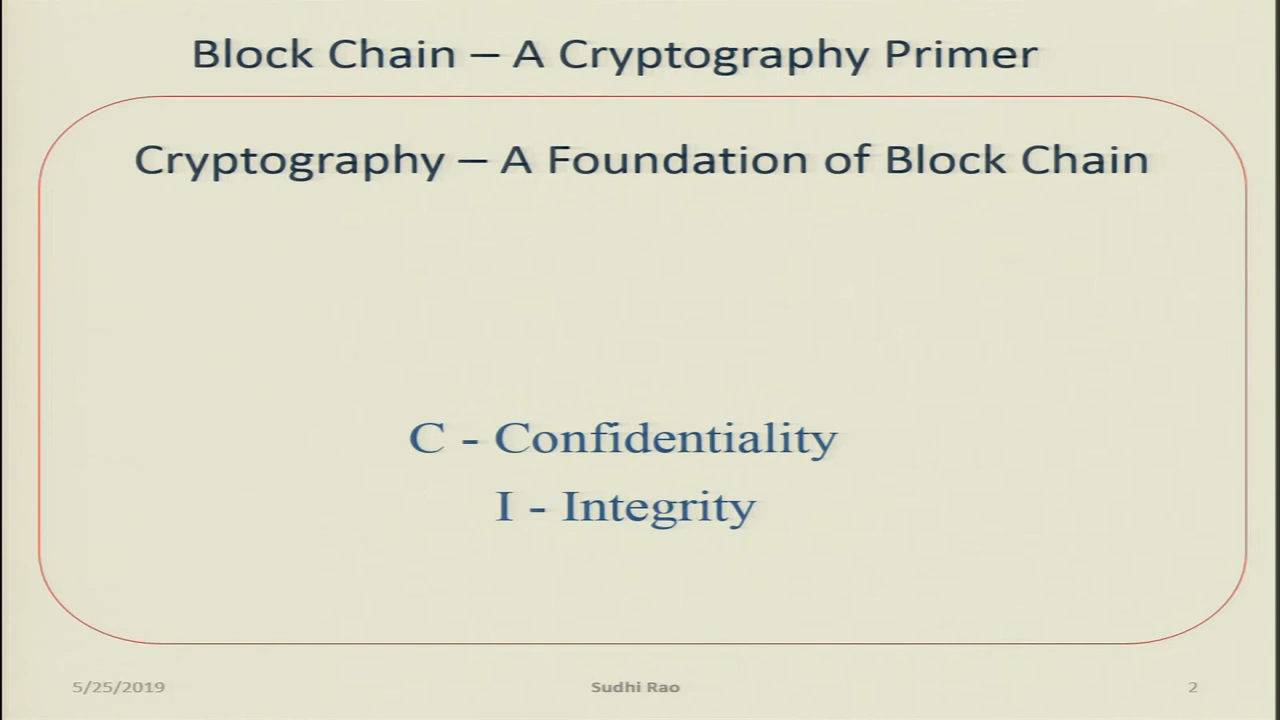 Block Chain – A Cryptography Primer
Cryptography – A Foundation of Block Chain
C - Confidentiality
I - Integrity
5/25/2019
Sudhi Rao
2